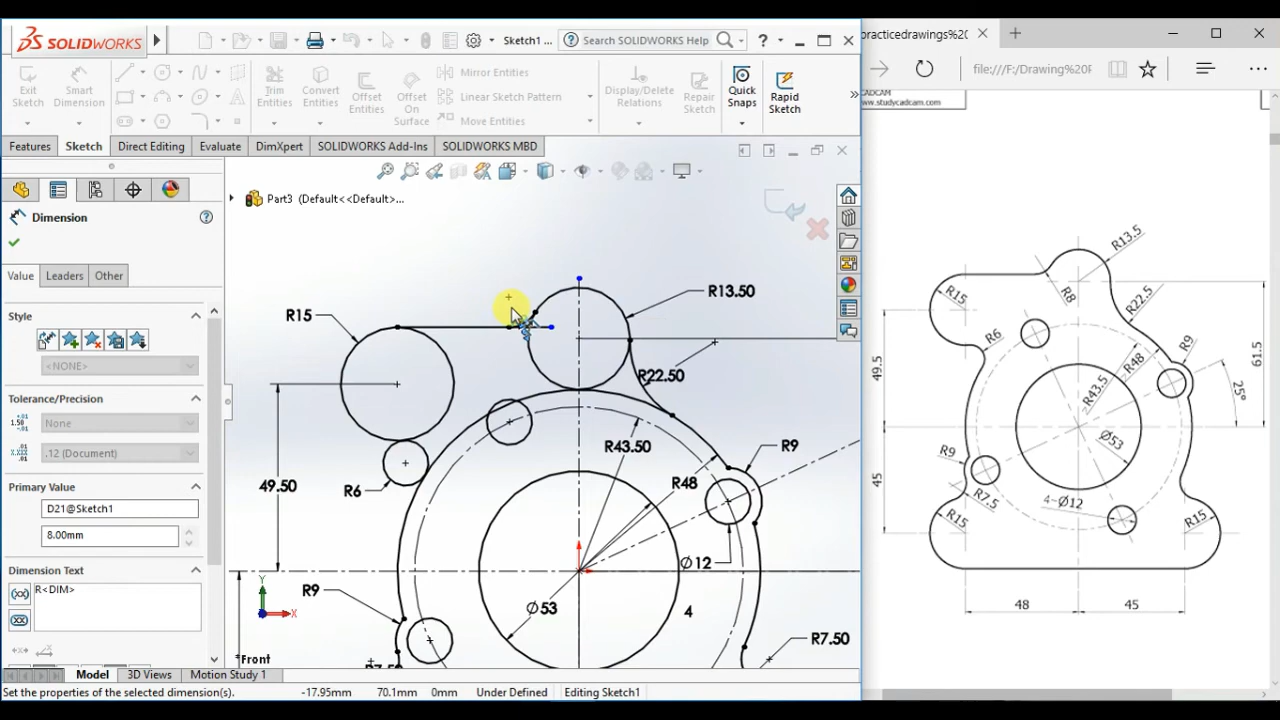 SOLIDWORKS
Sketch1 ...
Search SOLIDWORKS Help
?
practicedrawings%20
file:///F:/Drawing%20F
Exit Sketch
Smart Dimension
Trim Entities
Convert Entities
Offset Entities
Offset On Surface
Mirror Entities
Linear Sketch Pattern
Move Entities
Display/Delete Relations
Repair Sketch
Quick Snaps
Rapid Sketch
CADCAM
www.studycadcam.com
Features
Sketch
Direct Editing
Evaluate
DimXpert
SOLIDWORKS Add-Ins
SOLIDWORKS MBD
Part3 (Default<<Default>...
Dimension
Value
Leaders
Other
Style
<NONE>
Tolerance/Precision
None
.12 (Document)
Primary Value
D21@Sketch1
8.00mm
Dimension Text
R<DIM>
R15
R13.50
R22.50
R43.50
R9
R48
49.50
R6
Ø12
R9
Ø53
4
R7.50
Y
X
*Front
R13.5
R15
R8
R22.5
R6
R9
R48
49.5
R43.5
61.5
25°
Ø53
R9
45
R7.5
4-Ø12
R15
R15
48
45
Model
3D Views
Motion Study 1
Set the properties of the selected dimension(s).
-17.95mm
70.1mm
0mm
Under Defined
Editing Sketch1